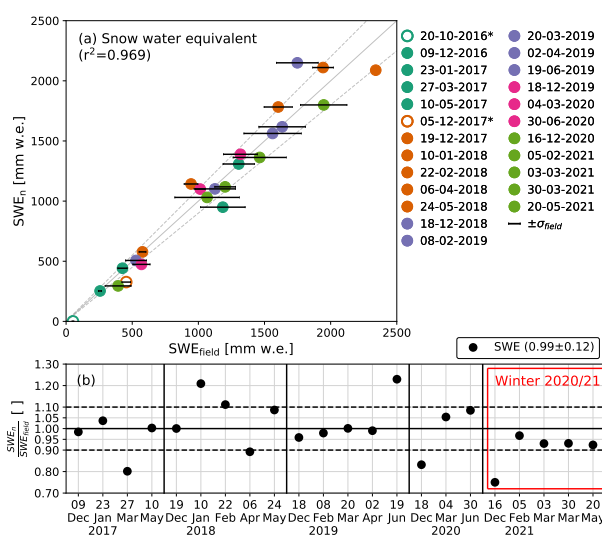 (a) Snow water equivalent
(r²=0.969)
2500
2000
1500
1000
500
0
SWEn [mm w.e.]
0 500 1000 1500 2000 2500
SWEfield [mm w.e.]
20-10-2016*
09-12-2016
23-01-2017
27-03-2017
10-05-2017
05-12-2017*
19-12-2017
10-01-2018
22-02-2018
06-04-2018
24-05-2018
18-12-2018
08-02-2019
20-03-2019
02-04-2019
19-06-2019
18-12-2019
04-03-2020
30-06-2020
16-12-2020
05-02-2021
03-03-2021
30-03-2021
20-05-2021
±σfield
SWE (0.99±0.12)
(b)
Winter 2020/21
1.30
1.20
1.10
1.05
1.00
0.95
0.90
0.80
0.70
SWEn
SWEfield [ ]
09 23 27 10 19 10 22 06 24 18 08 20 02 19 18 04 30 16 05 03 30 20
Dec Jan Mar May Dec Jan Feb Apr May Dec Feb Mar Apr Jun Dec Mar Jun Dec Feb Mar Mar May
2017 2018 2019 2020 2021